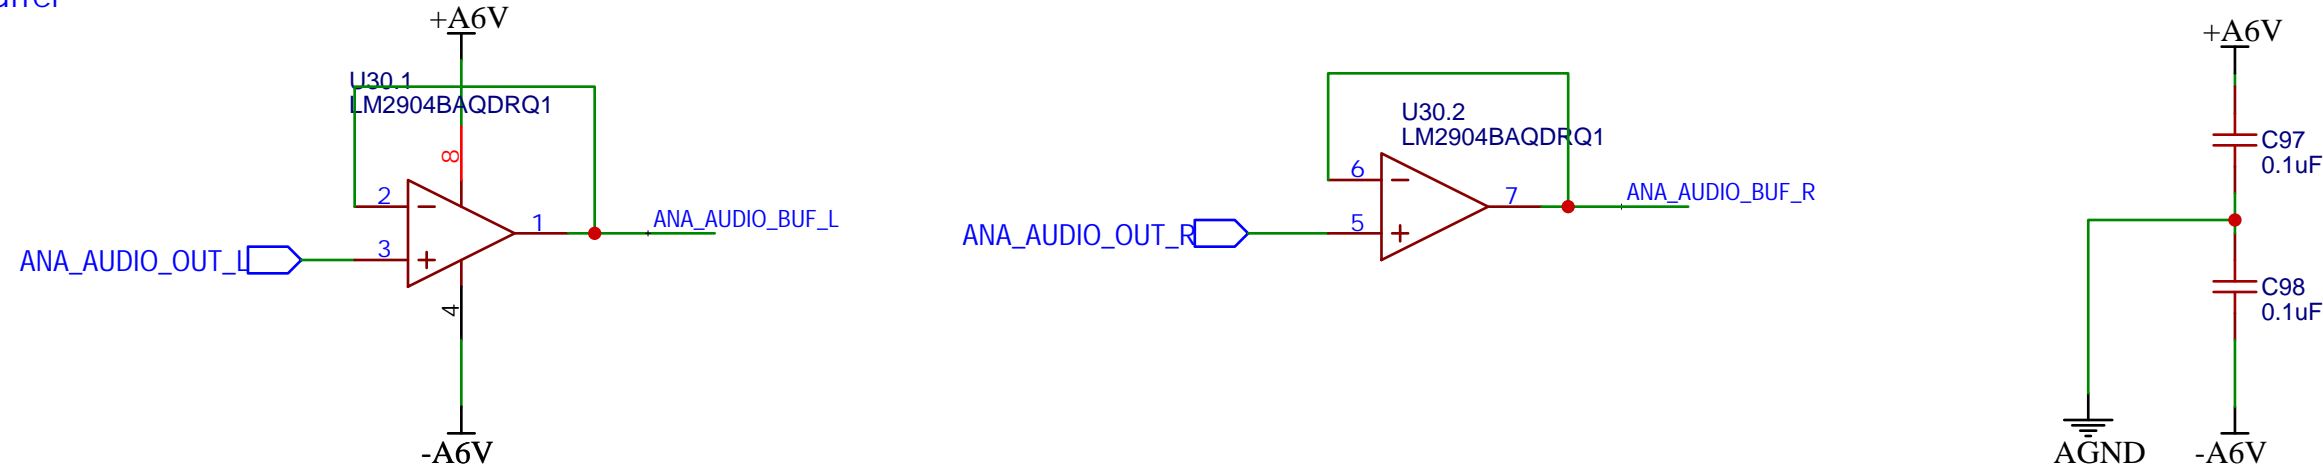 +A6V
U30.1
LM2904BAQDRQ1
8
2
1
ANA_AUDIO_BUF_L
3
ANA_AUDIO_OUT_L
4
-A6V
U30.2
LM2904BAQDRQ1
6
7
ANA_AUDIO_BUF_R
5
ANA_AUDIO_OUT_R
+A6V
C97
0.1uF
C98
0.1uF
AGND
-A6V